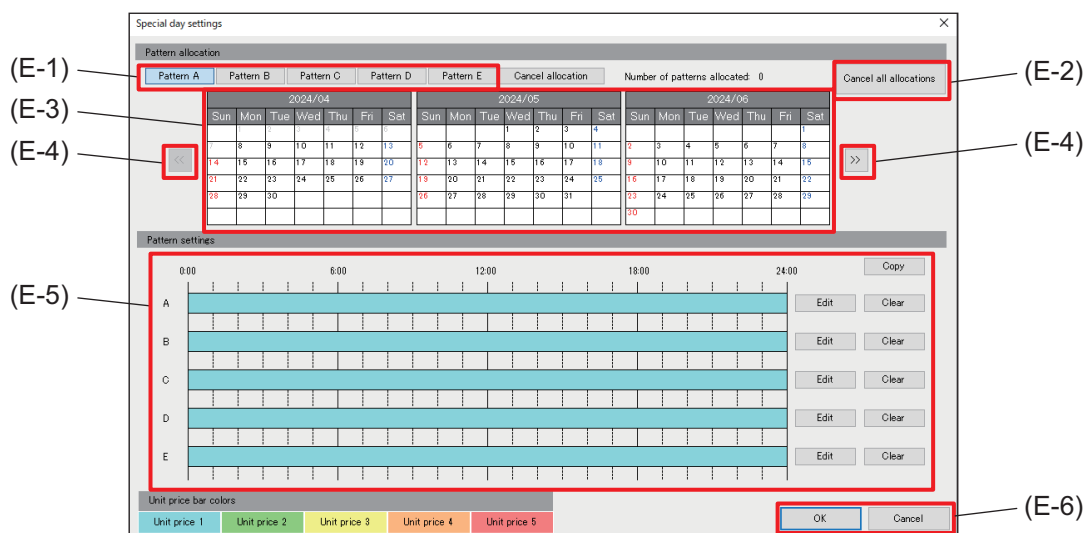 Special day settings
Pattern allocation
(E-1)
Pattern A Pattern B Pattern C Pattern D Pattern E Cancel allocation Number of patterns allocated: 0 Cancel all allocations
(E-2)
(E-3)
2024/04 2024/05 2024/06
Sun Mon Tue Wed Thu Fri Sat Sun Mon Tue Wed Thu Fri Sat Sun Mon Tue Wed Thu Fri Sat
1 2 3 4 5 6 1 2 3 4 1
7 8 9 10 11 12 13 5 6 7 8 9 10 11 2 3 4 5 6 7 8
(E-4) << >> (E-4)
14 15 16 17 18 19 20 12 13 14 15 16 17 18 9 10 11 12 13 14 15
21 22 23 24 25 26 27 19 20 21 22 23 24 25 16 17 18 19 20 21 22
28 29 30 26 27 28 29 30 31 23 24 25 26 27 28 29
30
Pattern settings
0:00 6:00 12:00 18:00 24:00 Copy
(E-5)
A Edit Clear
B Edit Clear
C Edit Clear
D Edit Clear
E Edit Clear
Unit price bar colors
Unit price 1 Unit price 2 Unit price 3 Unit price 4 Unit price 5 OK Cancel
(E-6)